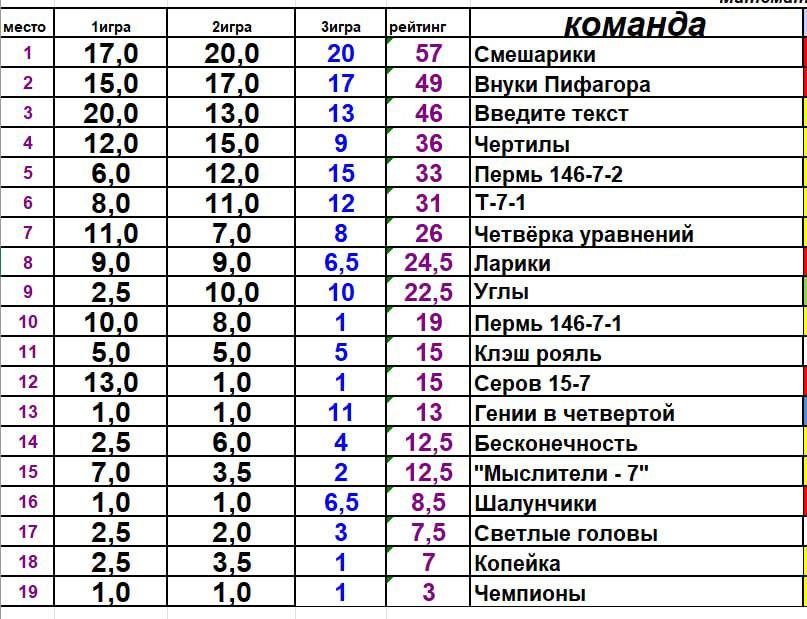 место 1игра 2игра 3игра рейтинг команда
1 17,0 20,0 20 57 Смешарики
2 15,0 17,0 17 49 Внуки Пифагора
3 20,0 13,0 13 46 Введите текст
4 12,0 15,0 9 36 Чертилы
5 6,0 12,0 15 33 Пермь 146-7-2
6 8,0 11,0 12 31 Т-7-1
7 11,0 7,0 8 26 Четвёрка уравнений
8 9,0 9,0 6,5 24,5 Ларики
9 2,5 10,0 10 22,5 Углы
10 10,0 8,0 1 19 Пермь 146-7-1
11 5,0 5,0 5 15 Клэш рояль
12 13,0 1,0 1 15 Серов 15-7
13 1,0 1,0 11 13 Гении в четвертой
14 2,5 6,0 4 12,5 Бесконечность
15 7,0 3,5 2 12,5 "Мыслители - 7"
16 1,0 1,0 6,5 8,5 Шалунчики
17 2,5 2,0 3 7,5 Светлые головы
18 2,5 3,5 1 7 Копейка
19 1,0 1,0 1 3 Чемпионы